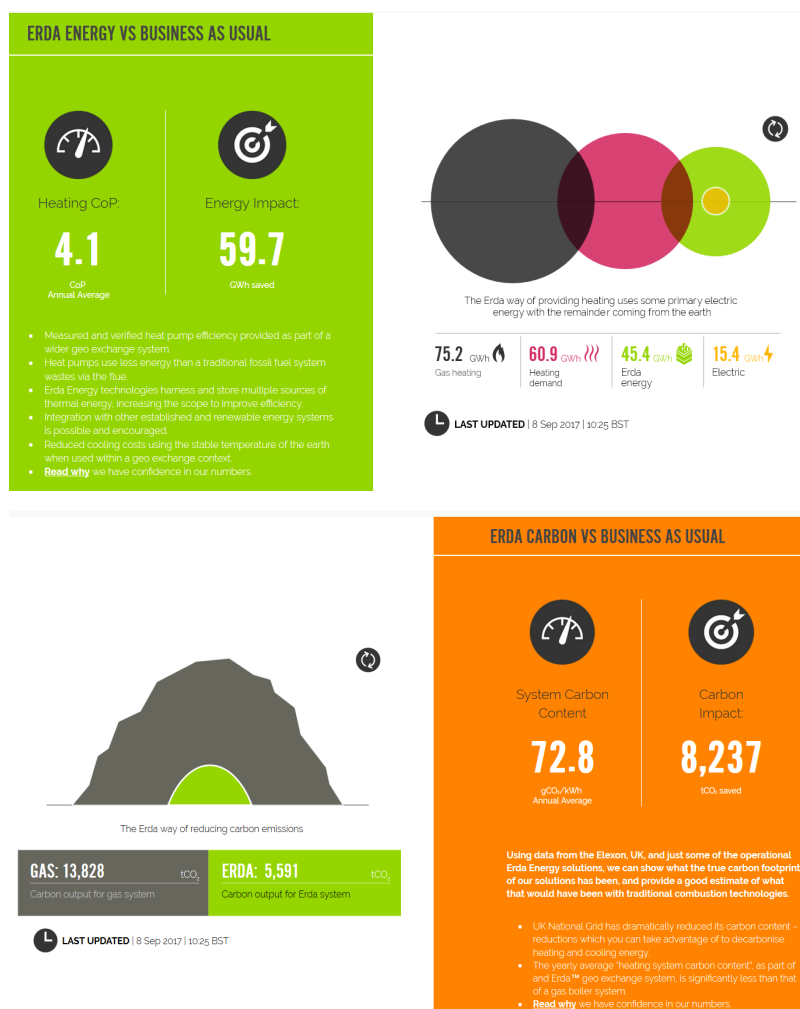 ERDA ENERGY VS BUSINESS AS USUAL
Heating CoP:
4.1
CoP
Annual Average
Energy Impact:
59.7
GWh saved
• Measured and verified heat pump efficiency provided as part of a
wider geo exchange system.
• Heat pumps use less energy than a traditional fossil fuel system
wastes via the flue.
• Erda Energy technologies harness and store multiple sources of
thermal energy, increasing the scope to improve efficiency.
• Integration with other established and renewable energy systems
is possible and encouraged.
• Reduced cooling costs using the stable temperature of the earth
when used within a geo exchange context.
• Read why we have confidence in our numbers.
The Erda way of providing heating uses some primary electric
energy with the remainder coming from the earth
75.2 GWh
Gas heating
60.9 GWh
Heating
demand
45.4 GWh
Erda
energy
15.4 GWh
Electric
LAST UPDATED | 8 Sep 2017 | 10:25 BST
The Erda way of reducing carbon emissions
GAS: 13,828 tCO₂
Carbon output for gas system
ERDA: 5,591 tCO₂
Carbon output for Erda system
LAST UPDATED | 8 Sep 2017 | 10:25 BST
ERDA CARBON VS BUSINESS AS USUAL
System Carbon
Content
72.8
gCO₂/kWh
Annual Average
Carbon
Impact:
8,237
tCO₂ saved
Using data from the Elexon, UK, and just some of the operational
Erda Energy solutions, we can show what the true carbon footprint
of our solutions has been, and provide a good estimate of what
that would have been with traditional combustion technologies.
• UK National Grid has dramatically reduced its carbon content –
reductions which you can take advantage of to decarbonise
heating and cooling energy.
• The yearly average "heating system carbon content", as part of
and Erda™ geo exchange system, is significantly less than that
of a gas boiler system.
• Read why we have confidence in our numbers.